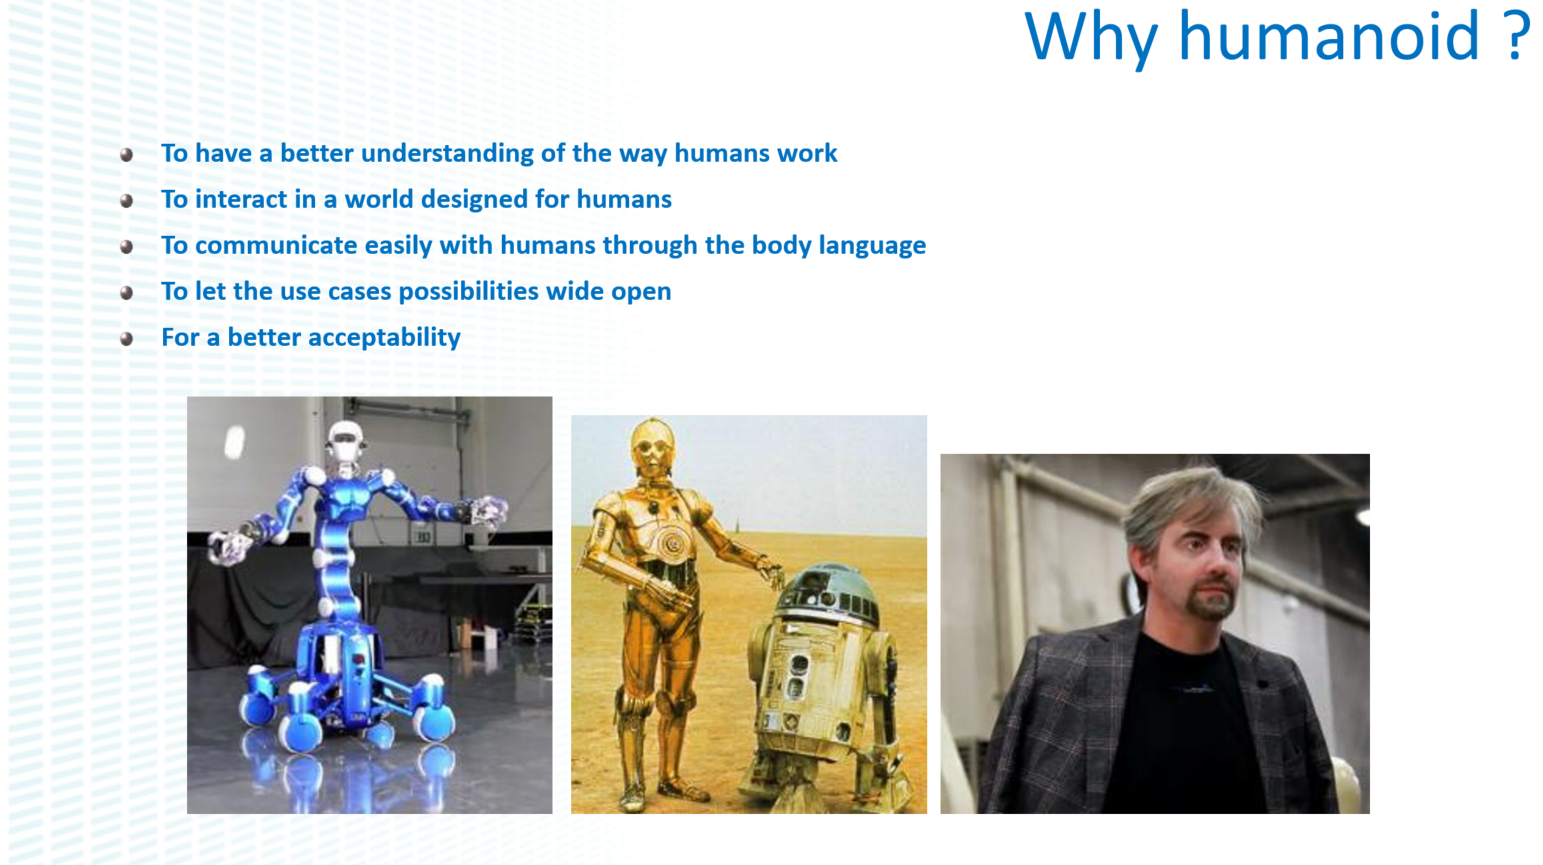 Why humanoid ?
To have a better understanding of the way humans work
To interact in a world designed for humans
To communicate easily with humans through the body language
To let the use cases possibilities wide open
For a better acceptability